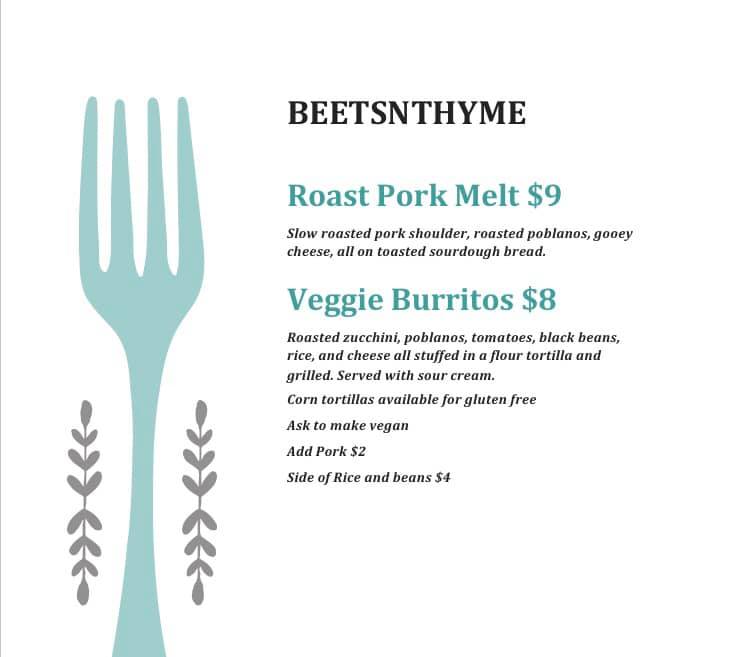 BEETSNTHYME
Roast Pork Melt $9
Slow roasted pork shoulder, roasted poblanos, gooey
cheese, all on toasted sourdough bread.
Veggie Burritos $8
Roasted zucchini, poblanos, tomatoes, black beans,
rice, and cheese all stuffed in a flour tortilla and
grilled. Served with sour cream.
Corn tortillas available for gluten free
Ask to make vegan
Add Pork $2
Side of Rice and beans $4